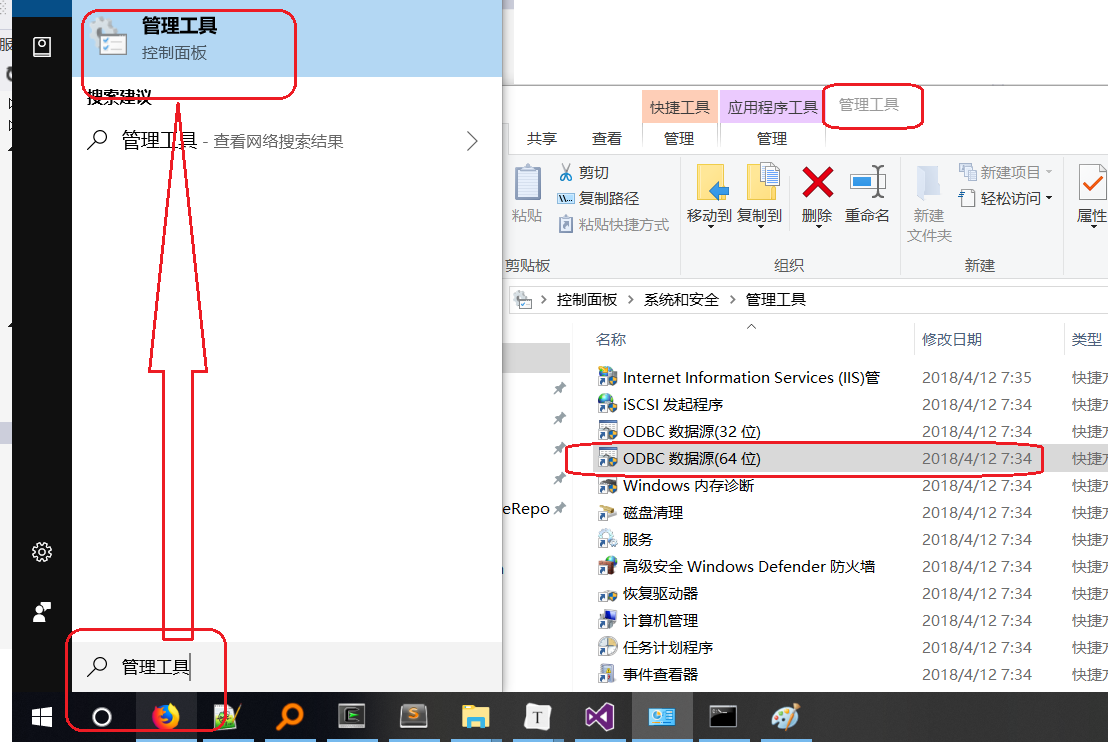 管理工具
控制面板
搜索建议
管理工具 - 查看网络搜索结果
管理工具
服
快捷工具 应用程序工具 管理工具
共享 查看 管理 管理
粘贴
剪切
复制路径
粘贴快捷方式
剪贴板
移动到 复制到 删除 重命名
组织
新建
文件夹
新建项目
轻松访问
新建
属性
控制面板 系统和安全 管理工具
名称 修改日期 类型
Internet Information Services (IIS)管 2018/4/12 7:35 快捷方
iSCSI 发起程序 2018/4/12 7:34 快捷方
ODBC 数据源(32 位) 2018/4/12 7:34 快捷方
ODBC 数据源(64 位) 2018/4/12 7:34 快捷方
Windows 内存诊断 2018/4/12 7:34 快捷方
磁盘清理 2018/4/12 7:34 快捷方
服务 2018/4/12 7:34 快捷方
高级安全 Windows Defender 防火墙 2018/4/12 7:34 快捷方
恢复驱动器 2018/4/12 7:34 快捷方
计算机管理 2018/4/12 7:34 快捷方
任务计划程序 2018/4/12 7:34 快捷方
事件查看器 2018/4/12 7:34 快捷方
eRepo